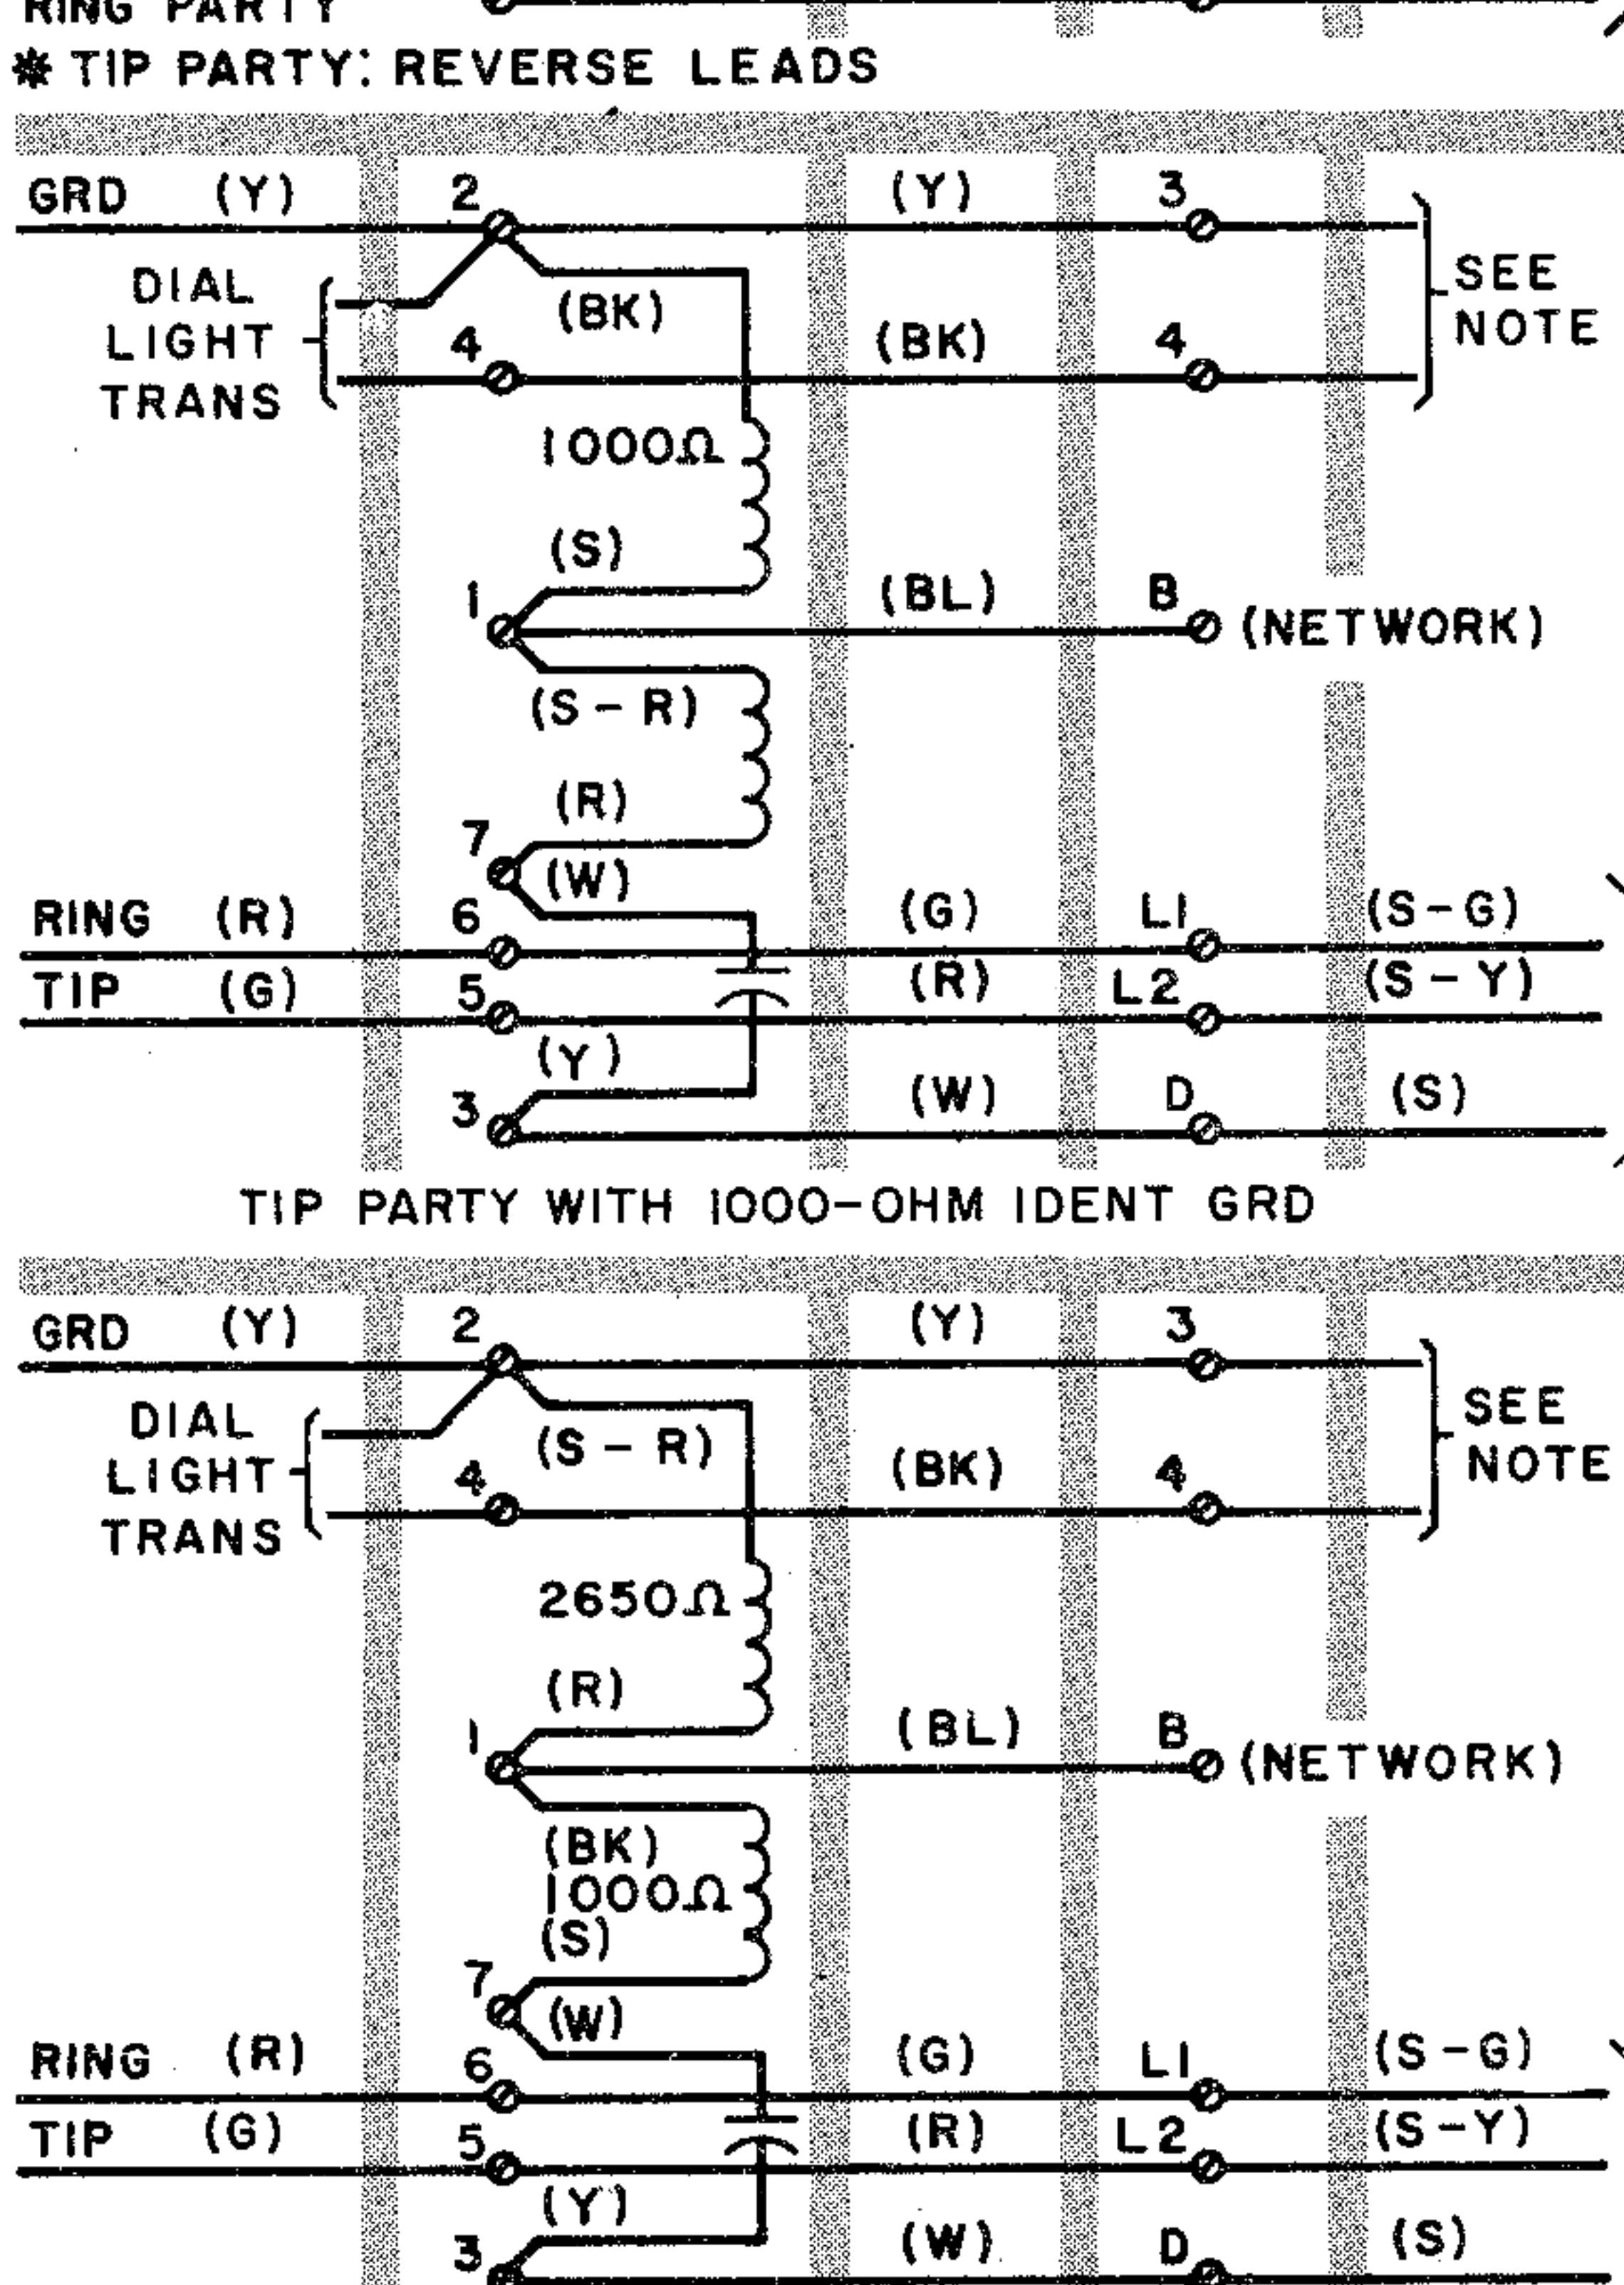 RING PARTY
* TIP PARTY: REVERSE LEADS
GRD (Y) 2 (Y) 3
DIAL
LIGHT
TRANS
(BK)
SEE
NOTE
4 (BK) 4
1000Ω
(S)
1 (BL) B (NETWORK)
(S-R)
(R)
7
(W)
RING (R) 6 (G) L1 (S-G)
TIP (G) 5 (R) L2 (S-Y)
(Y)
3 (W) D (S)
TIP PARTY WITH 1000-OHM IDENT GRD
GRD (Y) 2 (Y) 3
DIAL
LIGHT
TRANS
(S-R)
SEE
NOTE
4 (BK) 4
2650Ω
(R)
1 (BL) B (NETWORK)
(BK)
1000Ω
(S)
7
(W)
RING (R) 6 (G) L1 (S-G)
TIP (G) 5 (R) L2 (S-Y)
(Y)
3 (W) D (S)